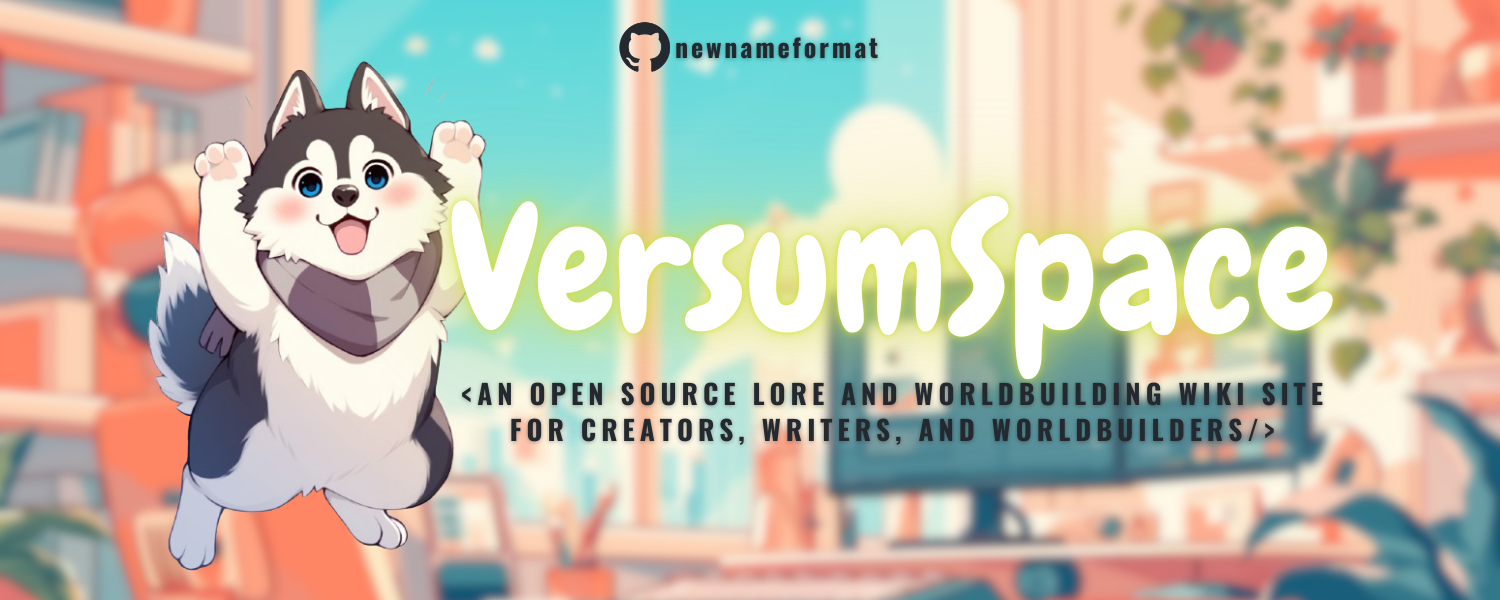 newnameformat
VersumSpace
<AN OPEN SOURCE LORE AND WORLDBUILDING WIKI SITE
FOR CREATORS, WRITERS, AND WORLDBUILDERS/>